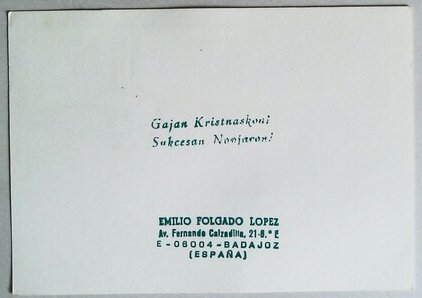 Gajan Kristnaskon!
Sukcesan Novjaron!
EMILIO FOLGADO LOPEZ
Av. Fernando Calzadilla, 21-8.º E
E - 06004 - BADAJOZ
(ESPAÑA)